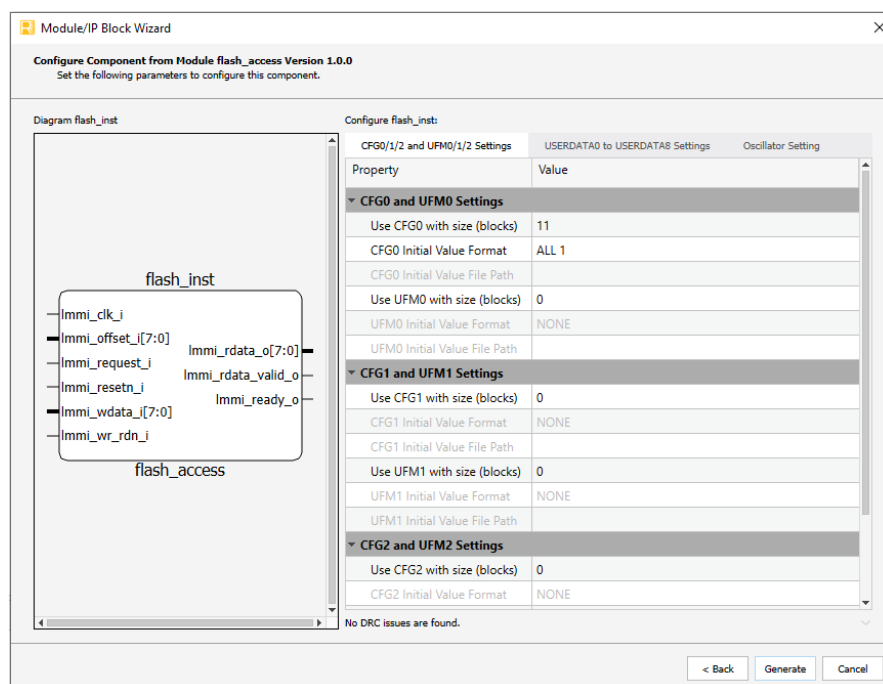 Module/IP Block Wizard
Configure Component from Module flash_access Version 1.0.0
Set the following parameters to configure this component.
Diagram flash_inst
flash_inst
lmmi_clk_i
lmmi_offset_i[7:0]
lmmi_request_i
lmmi_resetn_i
lmmi_wdata_i[7:0]
lmmi_wr_rdn_i
lmmi_rdata_o[7:0]
lmmi_rdata_valid_o
lmmi_ready_o
flash_access
Configure flash_inst:
CFG0/1/2 and UFM0/1/2 Settings USERDATA0 to USERDATA8 Settings Oscillator Setting
Property Value
CFG0 and UFM0 Settings
Use CFG0 with size (blocks) 11
CFG0 Initial Value Format ALL 1
CFG0 Initial Value File Path
Use UFM0 with size (blocks) 0
UFM0 Initial Value Format NONE
UFM0 Initial Value File Path
CFG1 and UFM1 Settings
Use CFG1 with size (blocks) 0
CFG1 Initial Value Format NONE
CFG1 Initial Value File Path
Use UFM1 with size (blocks) 0
UFM1 Initial Value Format NONE
UFM1 Initial Value File Path
CFG2 and UFM2 Settings
Use CFG2 with size (blocks) 0
CFG2 Initial Value Format NONE
No DRC issues are found.
< Back Generate Cancel